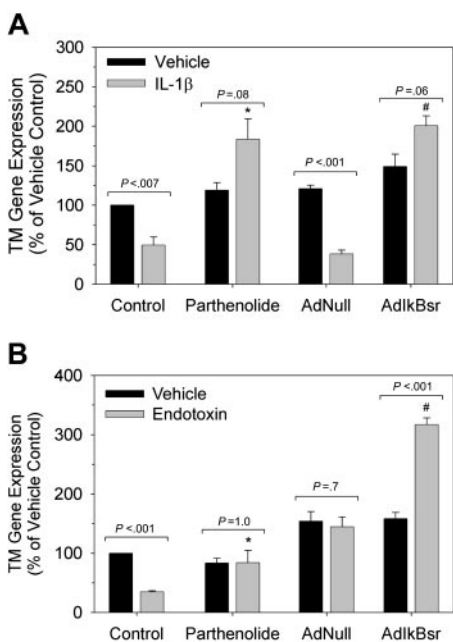 A
300
250
200
150
100
50
0
TM Gene Expression
(% of Vehicle Control)
Vehicle
IL-1β
P<.007
P=.08
*
P<.001
P=.06
#
Control Parthenolide AdNull AdIkBsr
B
400
300
200
100
0
TM Gene Expression
(% of Vehicle Control)
Vehicle
Endotoxin
P<.001
P=1.0
*
P=.7
P<.001
#
Control Parthenolide AdNull AdIkBsr